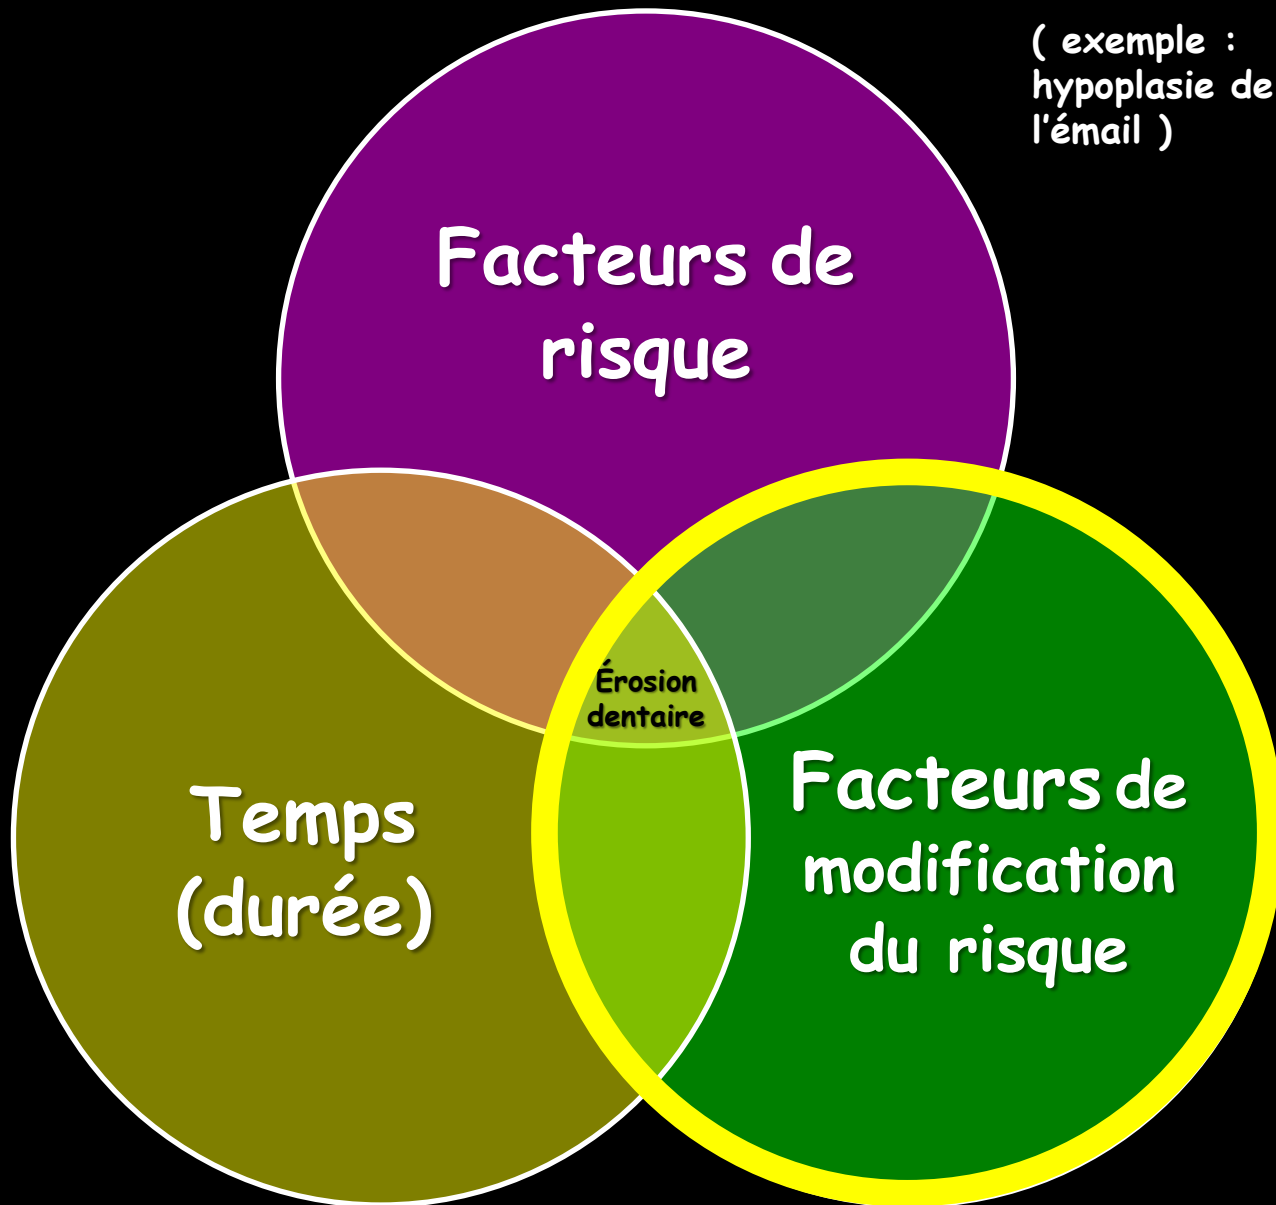 ( exemple :
hypoplasie de
l'émail )
Facteurs de
risque
Érosion
dentaire
Temps
(durée)
Facteurs de
modification
du risque